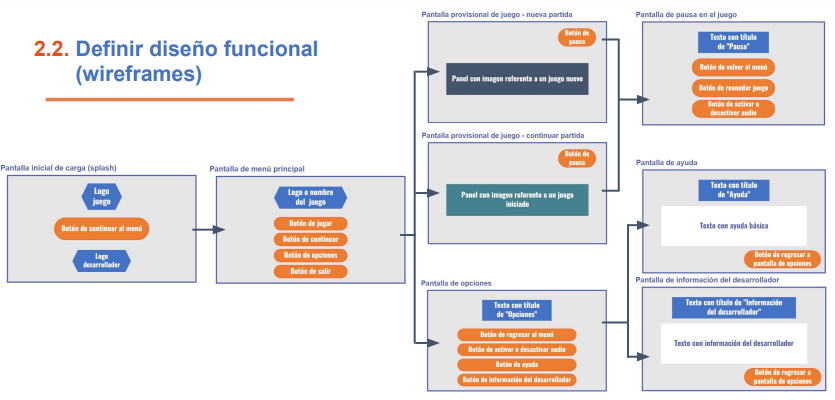 2.2. Definir diseño funcional
(wireframes)
Pantalla inicial de carga (splash)
Logo
juego
Botón de continuar al menú
Logo
desarrollador
Pantalla de menú principal
Logo o nombre
del juego
Botón de jugar
Botón de continuar
Botón de opciones
Botón de salir
Pantalla provisional de juego - nueva partida
Botón de
pausa
Panel con imagen referente a un juego nuevo
Pantalla provisional de juego - continuar partida
Botón de
pausa
Panel con imagen referente a un juego
iniciado
Pantalla de opciones
Texto con título
de "Opciones"
Botón de regresar al menú
Botón de activar o desactivar audio
Botón de ayuda
Botón de información del desarrollador
Pantalla de pausa en el juego
Texto con título
de "Pausa"
Botón de volver al menú
Botón de reanudar juego
Botón de activar o
desactivar audio
Pantalla de ayuda
Texto con título
de "Ayuda"
Texto con ayuda básica
Botón de regresar a
pantalla de opciones
Pantalla de información del desarrollador
Texto con título de "Información
del desarrollador"
Texto con información del desarrollador
Botón de regresar a
pantalla de opciones